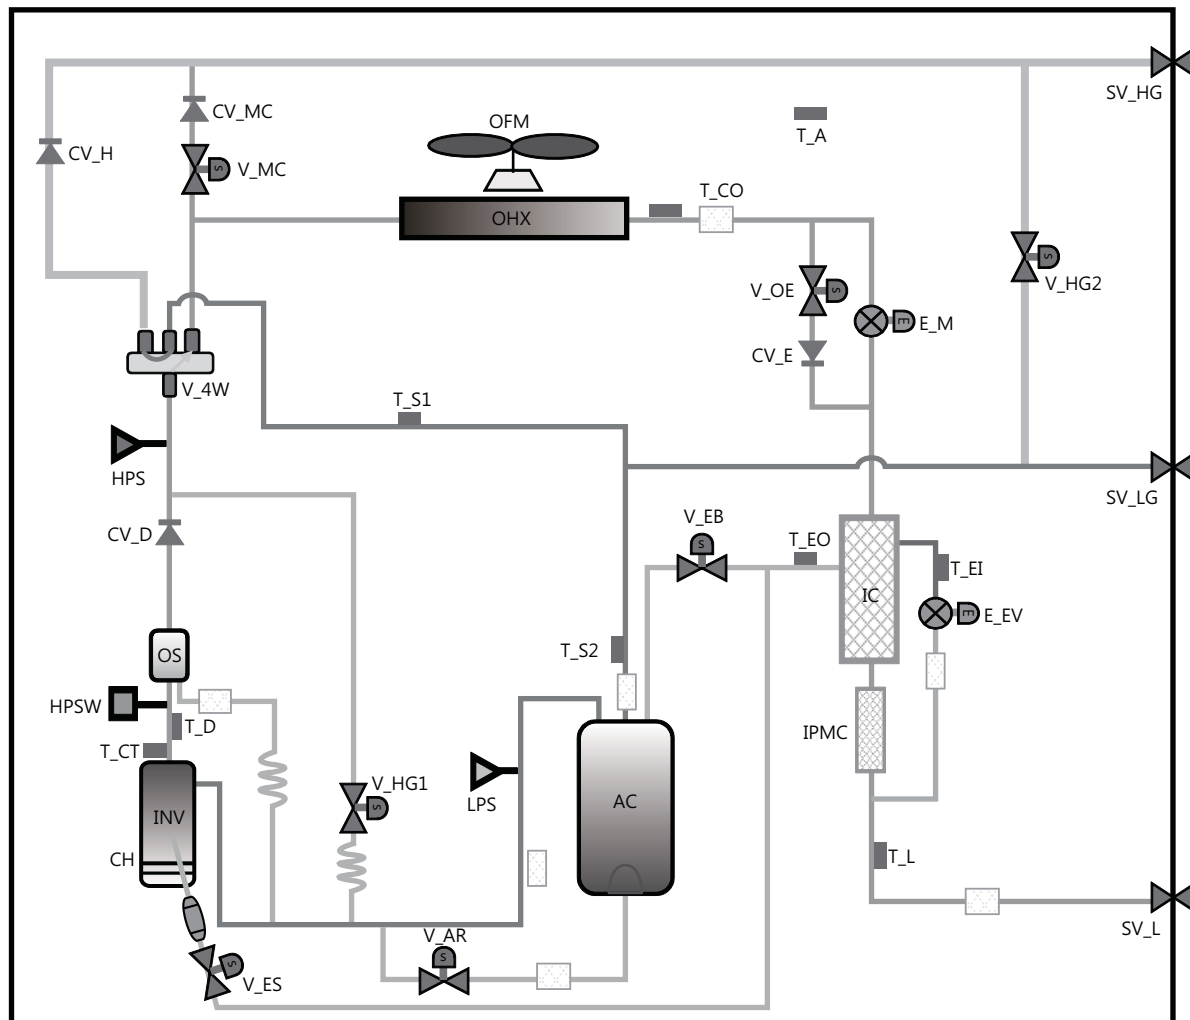 SV_HG
CV_MC
OFM
T_A
CV_H
S
V_MC
T_CO
OHX
S
V_HG2
V_OE
S
E
E_M
CV_E
V_4W
T_S1
HPS
SV_LG
V_EB
S
CV_D
T_EO
T_EI
IC
E
E_EV
OS
T_S2
HPSW
T_D
IPMC
T_CT
V_HG1
S
LPS
AC
INV
CH
T_L
V_AR
S
SV_L
S
V_ES